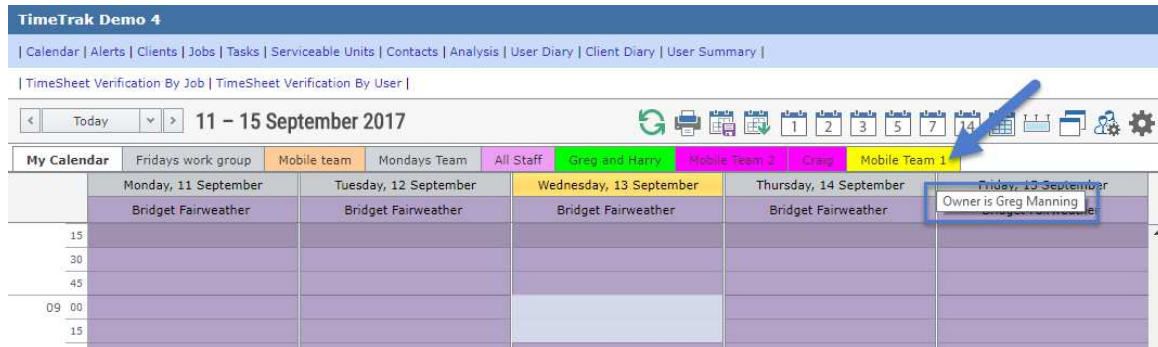 TimeTrak Demo 4
| Calendar | Alerts | Clients | Jobs | Tasks | Serviceable Units | Contacts | Analysis | User Diary | Client Diary | User Summary |
| TimeSheet Verification By Job | TimeSheet Verification By User |
< Today > 11 – 15 September 2017 1 2 3 5 7 14
My Calendar Fridays work group Mobile team Mondays Team All Staff Greg and Harry Mobile Team 2 Craig Mobile Team 1
Monday, 11 September Tuesday, 12 September Wednesday, 13 September Thursday, 14 September Friday, 15 September
Owner is Greg Manning
Bridget Fairweather Bridget Fairweather Bridget Fairweather Bridget Fairweather Bridget Fairweather
15
30
45
09 00
15